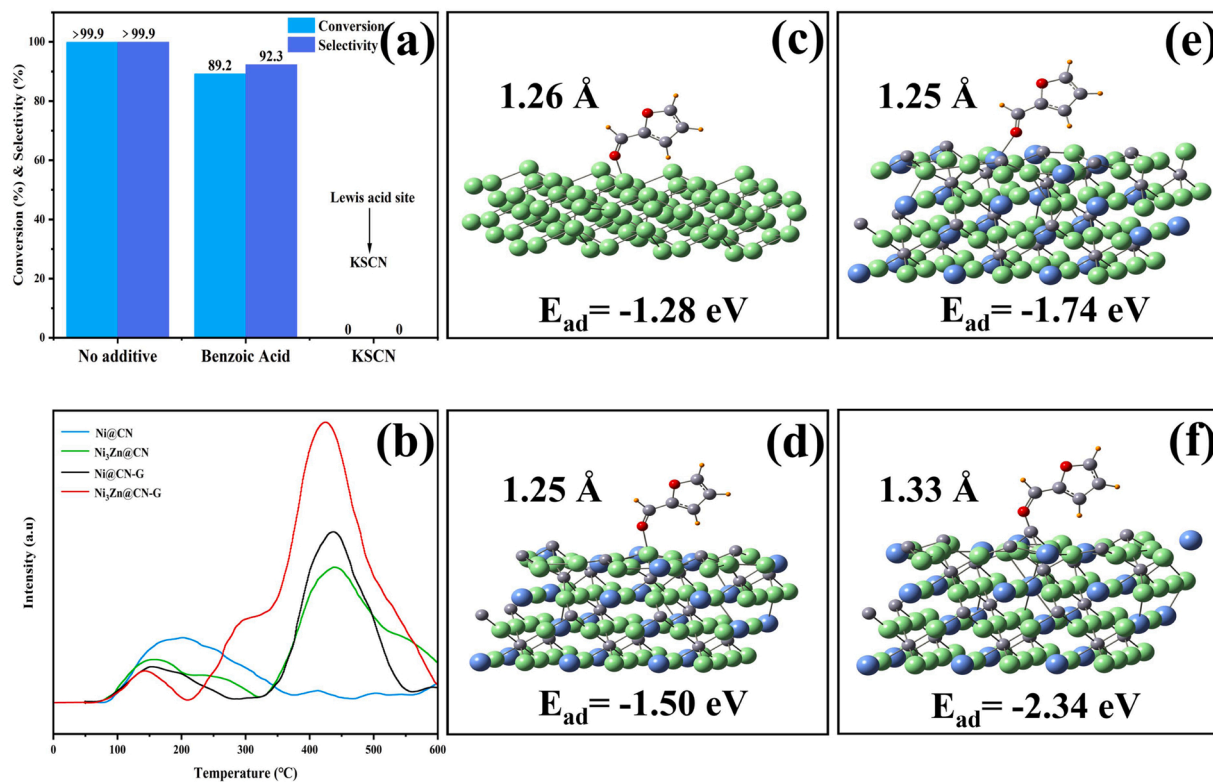 (a)
Conversion
Selectivity
>99.9 >99.9
89.2
92.3
Lewis acid site
KSCN
0 0
Conversion (%) & Selectivity (%)
0
20
40
60
80
100
No additive Benzoic Acid KSCN
(b)
Ni@CN
Ni₃Zn@CN
Ni@CN-G
Ni₃Zn@CN-G
Intensity (a.u)
0 100 200 300 400 500 600
Temperature (℃)
(c)
1.26 Å
E_ad= -1.28 eV
(d)
1.25 Å
E_ad= -1.50 eV
(e)
1.25 Å
E_ad= -1.74 eV
(f)
1.33 Å
E_ad= -2.34 eV